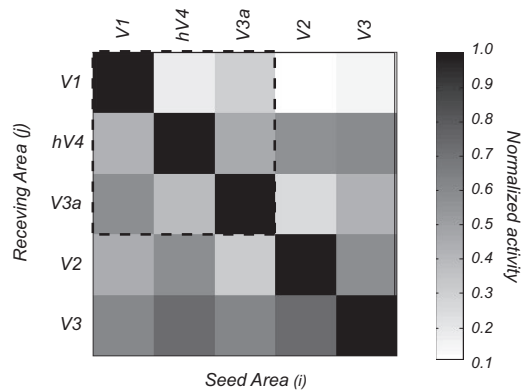 V1 hV4 V3a V2 V3
V1
hV4
V3a
V2
V3
Receving Area (j)
Seed Area (i)
1.0
0.9
0.8
0.7
0.6
0.5
0.4
0.3
0.2
0.1
Normalized activity